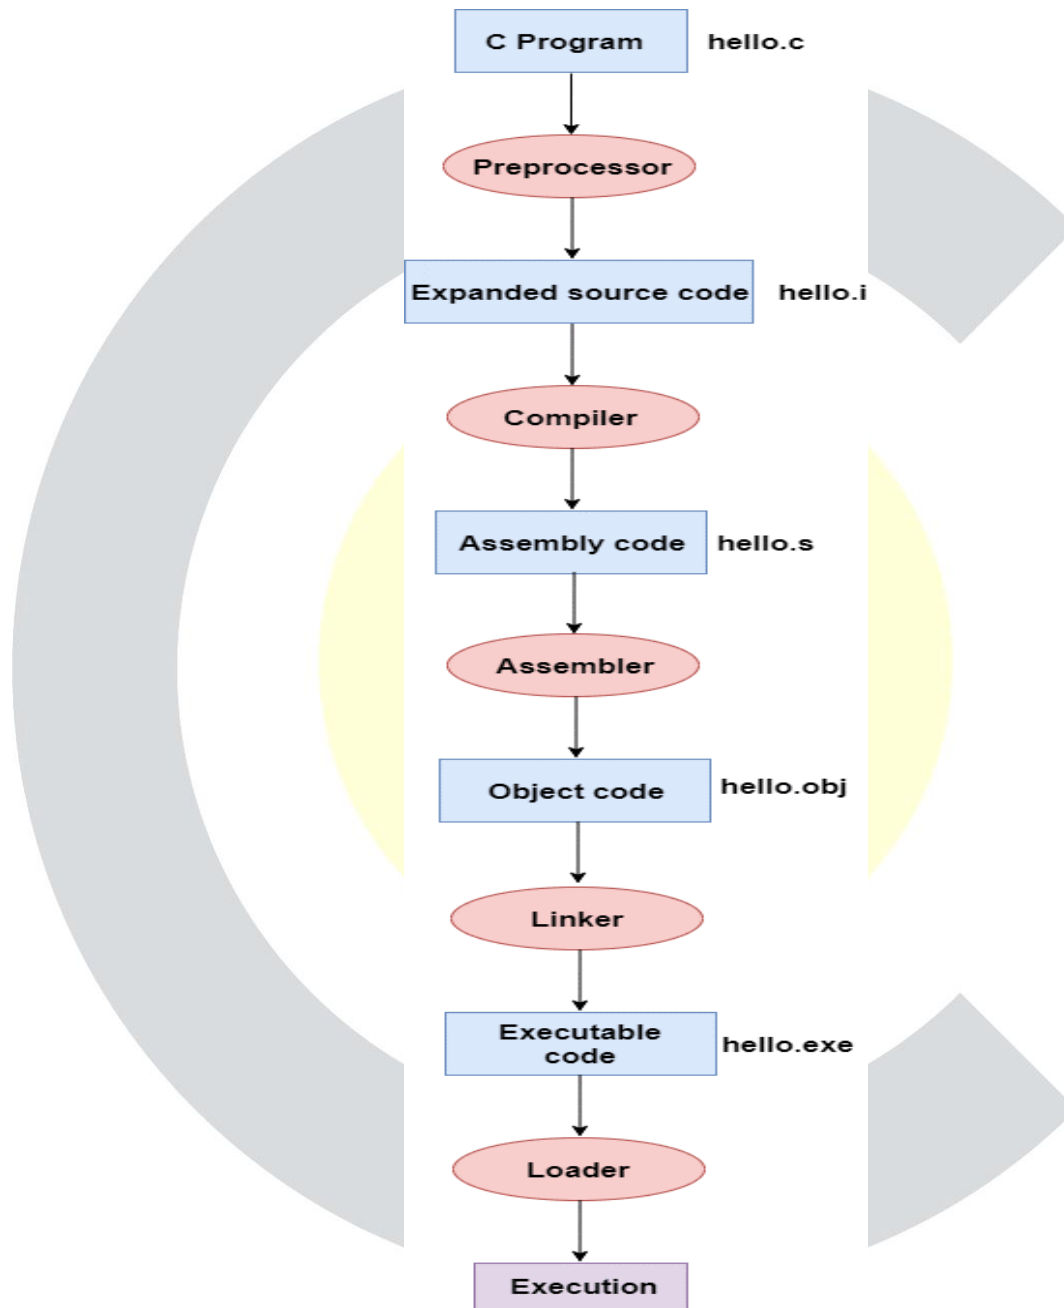 C Program hello.c
Preprocessor
Expanded source code hello.i
Compiler
Assembly code hello.s
Assembler
Object code hello.obj
Linker
Executable
code hello.exe
Loader
Execution